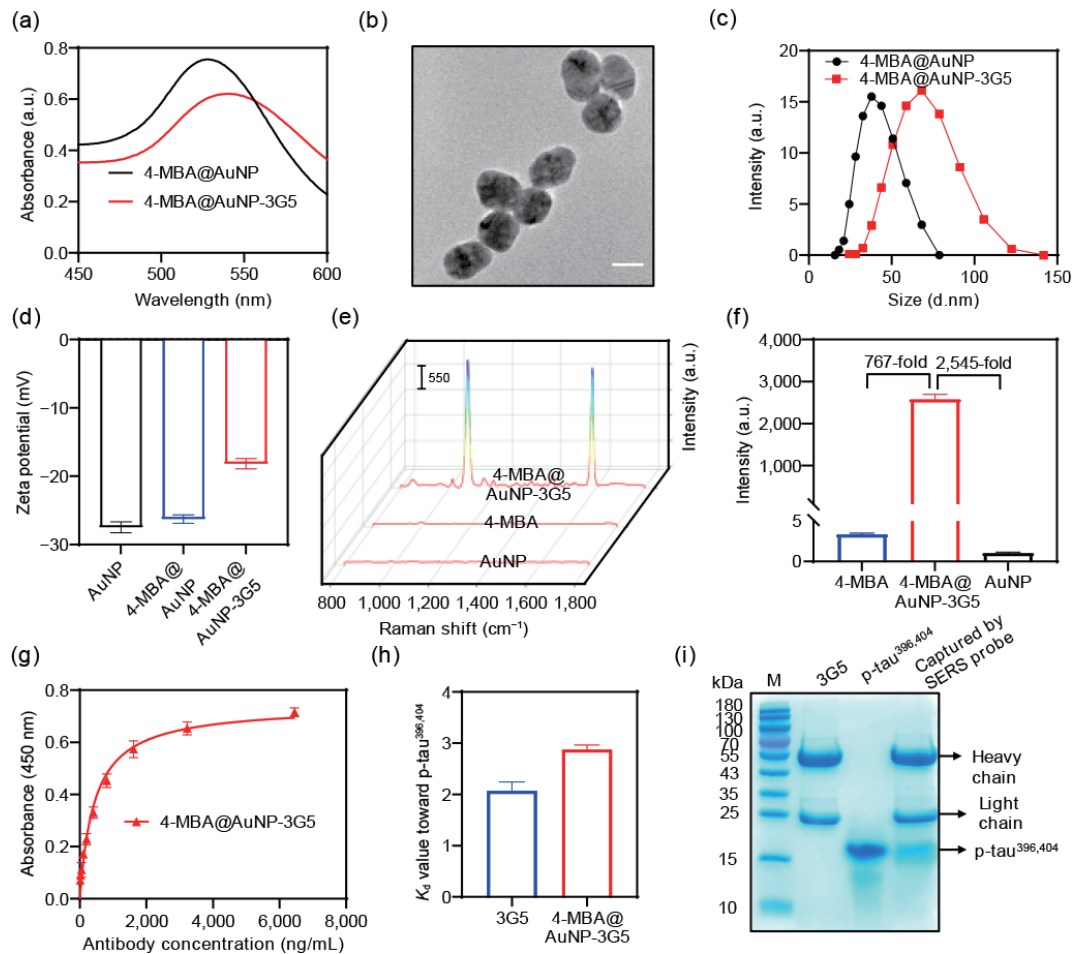 (a)
Absorbance (a.u.)
0.8
0.6
0.4
0.2
0.0
4-MBA@AuNP
4-MBA@AuNP-3G5
450
500
550
600
Wavelength (nm)
(b)
(c)
Intensity (a.u.)
20
15
10
5
0
4-MBA@AuNP
4-MBA@AuNP-3G5
0
50
100
150
Size (d.nm)
(d)
Zeta potential (mV)
0
−10
−20
−30
AuNP
4-MBA@
AuNP
4-MBA@
AuNP-3G5
(e)
550
Intensity (a.u.)
4-MBA@
AuNP-3G5
4-MBA
AuNP
800
1,000
1,200
1,400
1,600
1,800
Raman shift (cm⁻¹)
(f)
Intensity (a.u.)
4,000
3,000
2,000
1,000
5
0
767-fold
2,545-fold
4-MBA
4-MBA@
AuNP-3G5
AuNP
(g)
Absorbance (450 nm)
0.8
0.6
0.4
0.2
0.0
4-MBA@AuNP-3G5
0
2,000
4,000
6,000
8,000
Antibody concentration (ng/mL)
(h)
Kd value toward p-tau³⁹⁶,⁴⁰⁴
4
3
2
1
0
3G5
4-MBA@
AuNP-3G5
(i)
kDa
M
3G5
p-tau³⁹⁶,⁴⁰⁴
Captured by
SERS probe
180
130
100
70
55
43
35
25
15
10
Heavy
chain
Light
chain
p-tau³⁹⁶,⁴⁰⁴